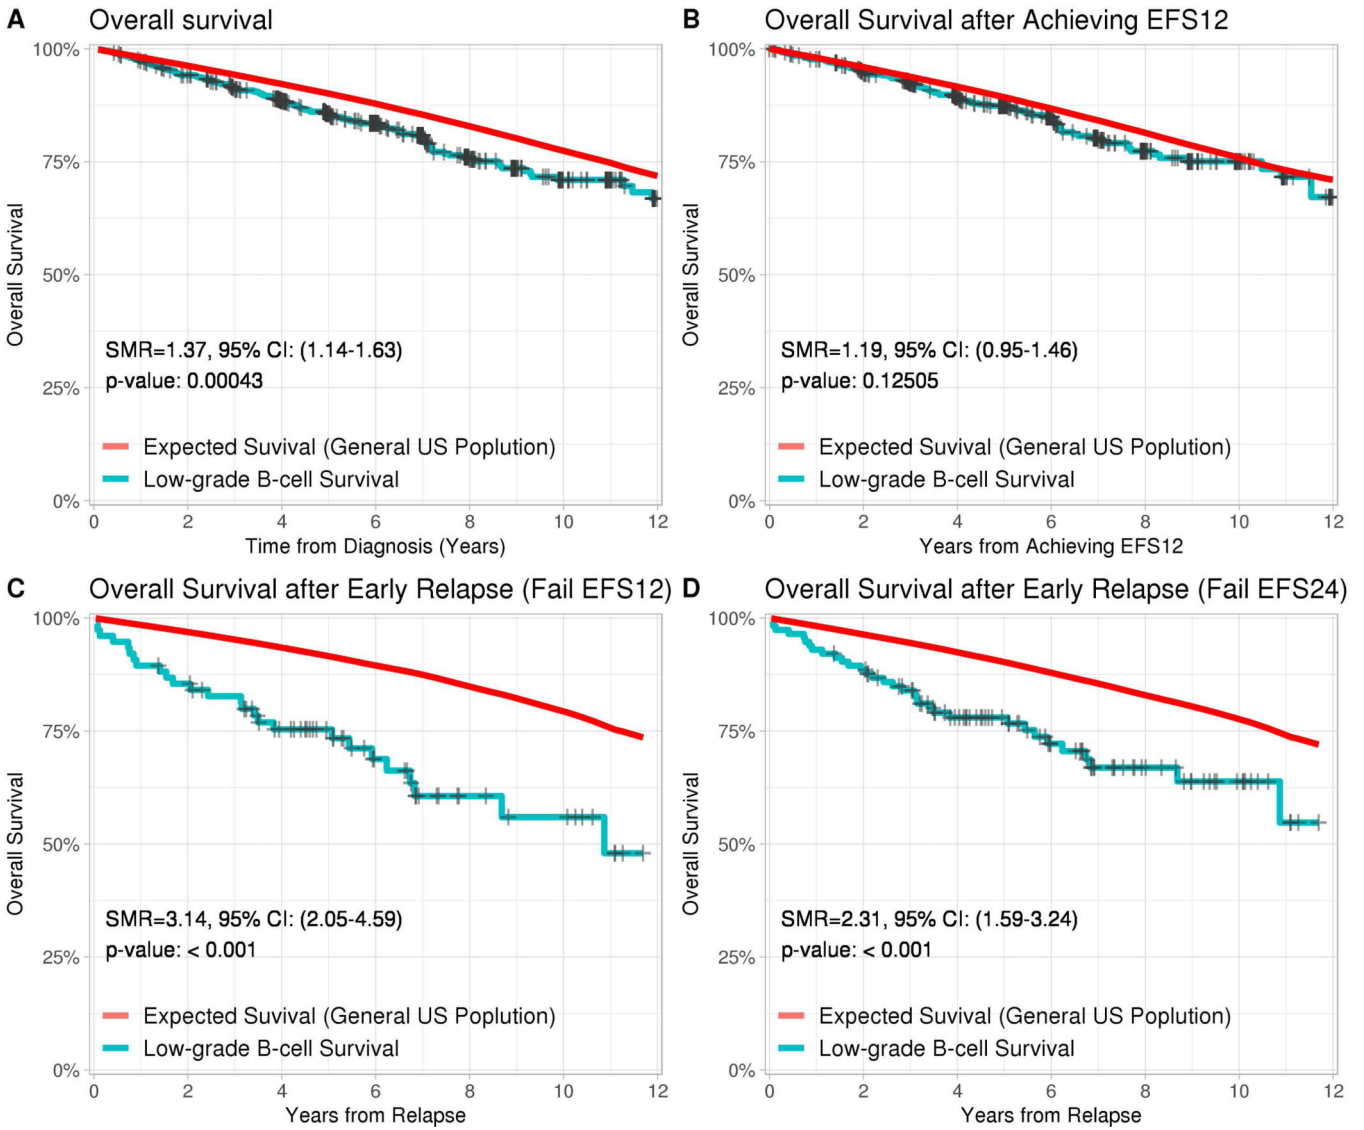 A Overall survival
100%
75%
50%
25%
0%
Overall Survival
SMR=1.37, 95% CI: (1.14-1.63)
p-value: 0.00043
Expected Suvival (General US Poplution)
Low-grade B-cell Survival
0 2 4 6 8 10 12
Time from Diagnosis (Years)
B Overall Survival after Achieving EFS12
100%
75%
50%
25%
0%
Overall Survival
SMR=1.19, 95% CI: (0.95-1.46)
p-value: 0.12505
Expected Suvival (General US Poplution)
Low-grade B-cell Survival
0 2 4 6 8 10 12
Years from Achieving EFS12
C Overall Survival after Early Relapse (Fail EFS12)
100%
75%
50%
25%
0%
Overall Survival
SMR=3.14, 95% CI: (2.05-4.59)
p-value: < 0.001
Expected Suvival (General US Poplution)
Low-grade B-cell Survival
0 2 4 6 8 10 12
Years from Relapse
D Overall Survival after Early Relapse (Fail EFS24)
100%
75%
50%
25%
0%
Overall Survival
SMR=2.31, 95% CI: (1.59-3.24)
p-value: < 0.001
Expected Suvival (General US Poplution)
Low-grade B-cell Survival
0 2 4 6 8 10 12
Years from Relapse